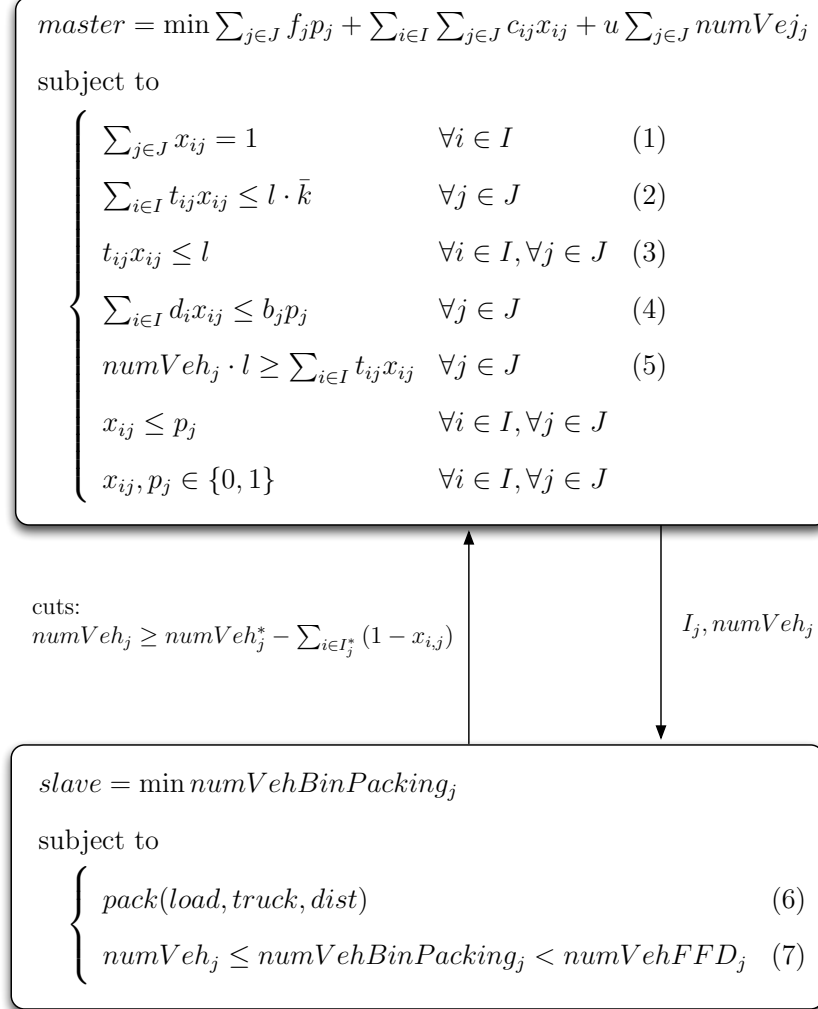 master = min ∑_{j∈J} f_j p_j + ∑_{i∈I} ∑_{j∈J} c_{ij} x_{ij} + u ∑_{j∈J} numVej_j
subject to
∑_{j∈J} x_{ij} = 1 ∀i ∈ I (1)
∑_{i∈I} t_{ij} x_{ij} ≤ l · k̄ ∀j ∈ J (2)
t_{ij} x_{ij} ≤ l ∀i ∈ I, ∀j ∈ J (3)
∑_{i∈I} d_i x_{ij} ≤ b_j p_j ∀j ∈ J (4)
numVeh_j · l ≥ ∑_{i∈I} t_{ij} x_{ij} ∀j ∈ J (5)
x_{ij} ≤ p_j ∀i ∈ I, ∀j ∈ J
x_{ij}, p_j ∈ {0, 1} ∀i ∈ I, ∀j ∈ J
cuts:
numVeh_j ≥ numVeh_j^* − ∑_{i∈I_j^*} (1 − x_{i,j})
I_j, numVeh_j
slave = min numVehBinPacking_j
subject to
pack(load, truck, dist) (6)
numVeh_j ≤ numVehBinPacking_j < numVehFFD_j (7)